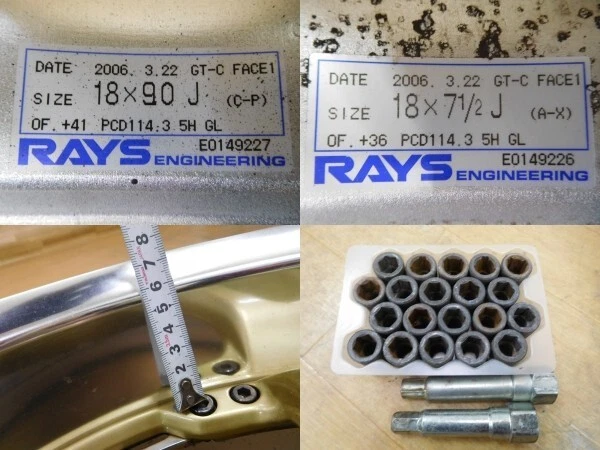 DATE 2006. 3.22 GT-C FACE1
SIZE 18×9.0 J (C-P)
OF. +41 PCD114.3 5H GL
E0149227
RAYS ENGINEERING
DATE 2006. 3.22 GT-C FACE1
SIZE 18×7 1/2 J (A-X)
OF. +36 PCD114.3 5H GL
E0149226
RAYS ENGINEERING
2 3 4 5 6 7 8